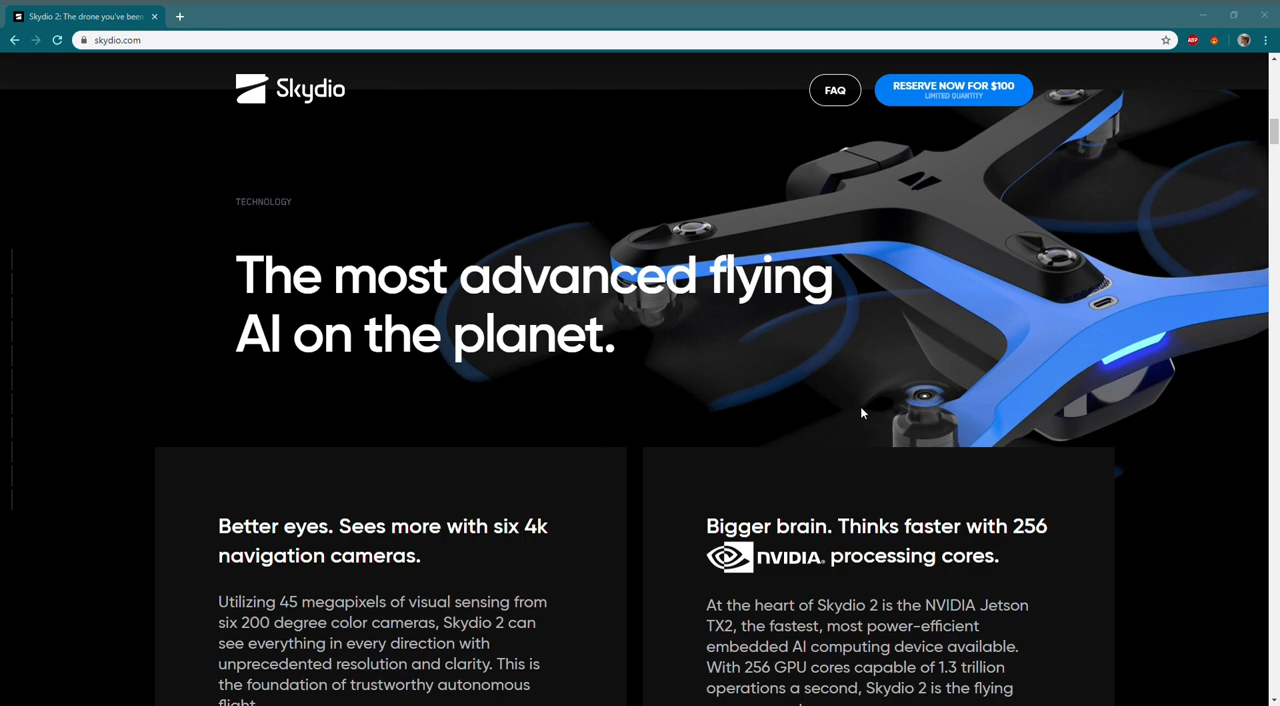 Skydio 2: The drone you've been
skydio.com
ABP
Skydio
FAQ
RESERVE NOW FOR $100
LIMITED QUANTITY
TECHNOLOGY
The most advanced flying
AI on the planet.
Better eyes. Sees more with six 4k
navigation cameras.
Utilizing 45 megapixels of visual sensing from
six 200 degree color cameras, Skydio 2 can
see everything in every direction with
unprecedented resolution and clarity. This is
the foundation of trustworthy autonomous
flight.
Bigger brain. Thinks faster with 256
NVIDIA® processing cores.
At the heart of Skydio 2 is the NVIDIA Jetson
TX2, the fastest, most power-efficient
embedded AI computing device available.
With 256 GPU cores capable of 1.3 trillion
operations a second, Skydio 2 is the flying